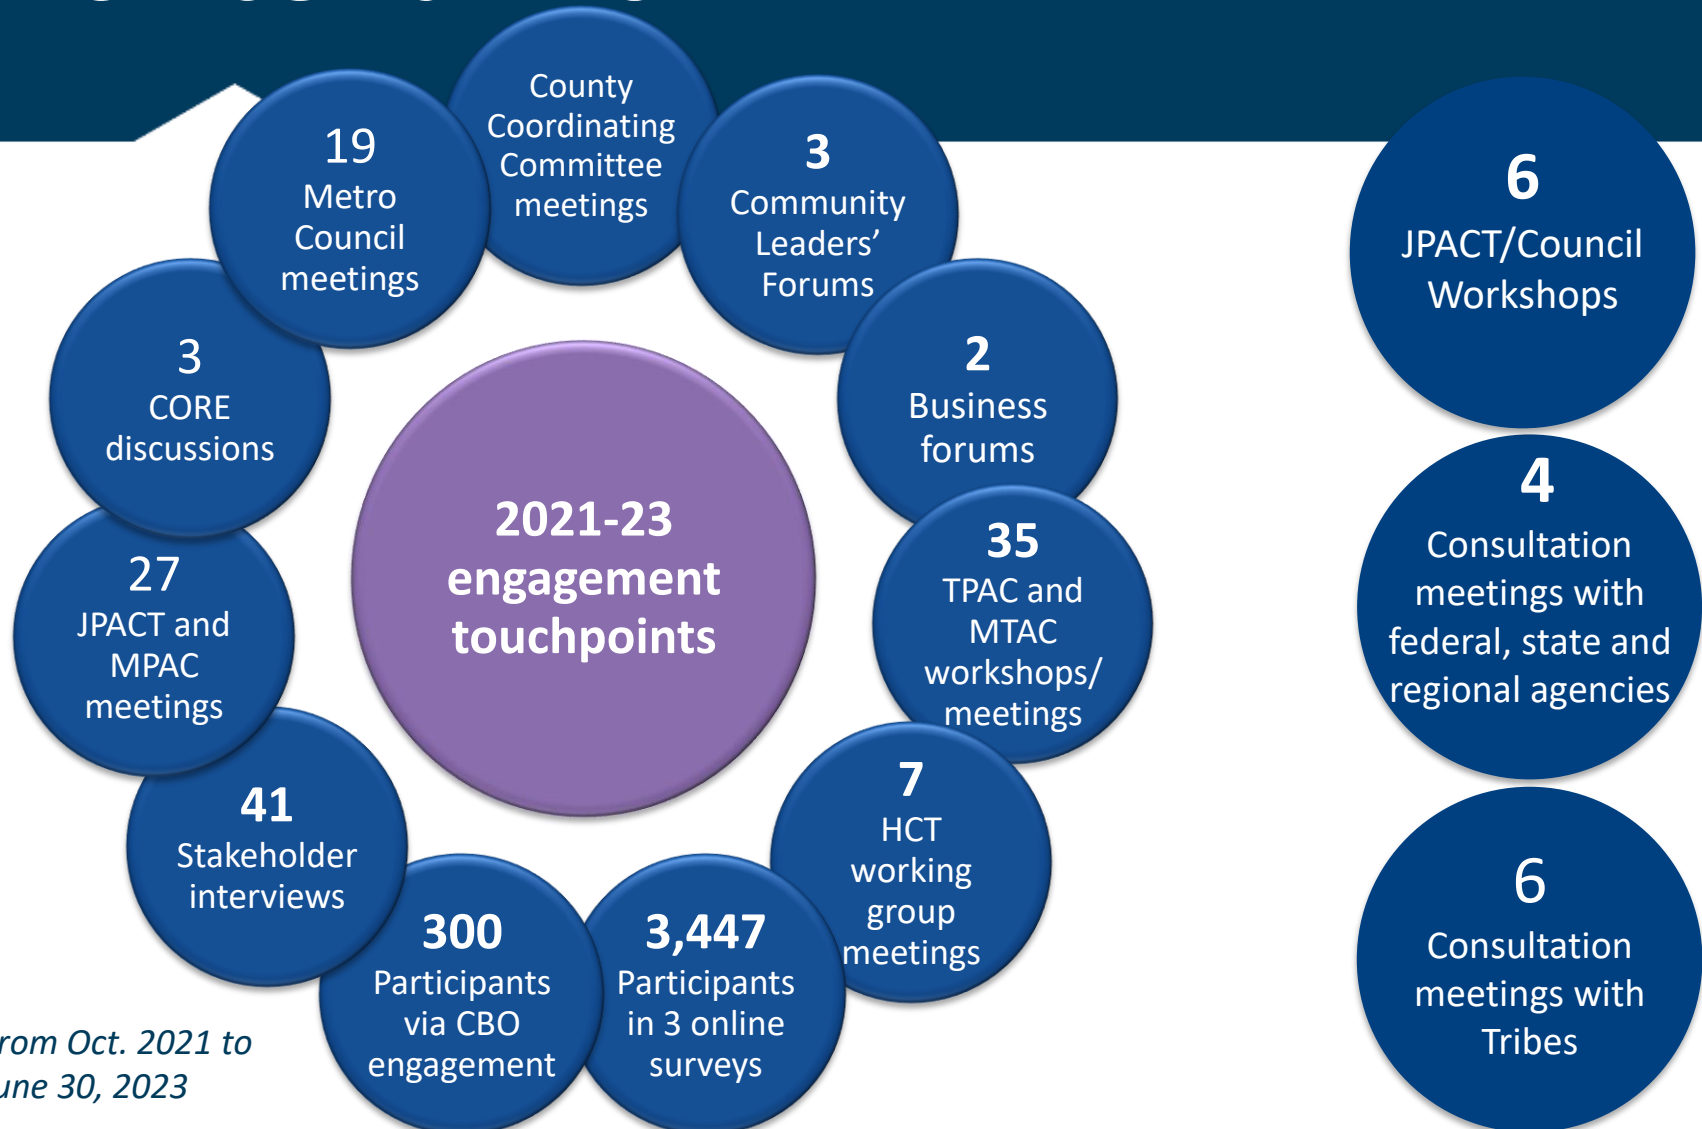 County
Coordinating
Committee
meetings
3
Community
Leaders’
Forums
2
Business
forums
35
TPAC and
MTAC
workshops/
meetings
7
HCT
working
group
meetings
3,447
Participants
in 3 online
surveys
300
Participants
via CBO
engagement
41
Stakeholder
interviews
27
JPACT and
MPAC
meetings
3
CORE
discussions
19
Metro
Council
meetings
2021-23
engagement
touchpoints
6
JPACT/Council
Workshops
4
Consultation
meetings with
federal, state and
regional agencies
6
Consultation
meetings with
Tribes
rom Oct. 2021 to
une 30, 2023